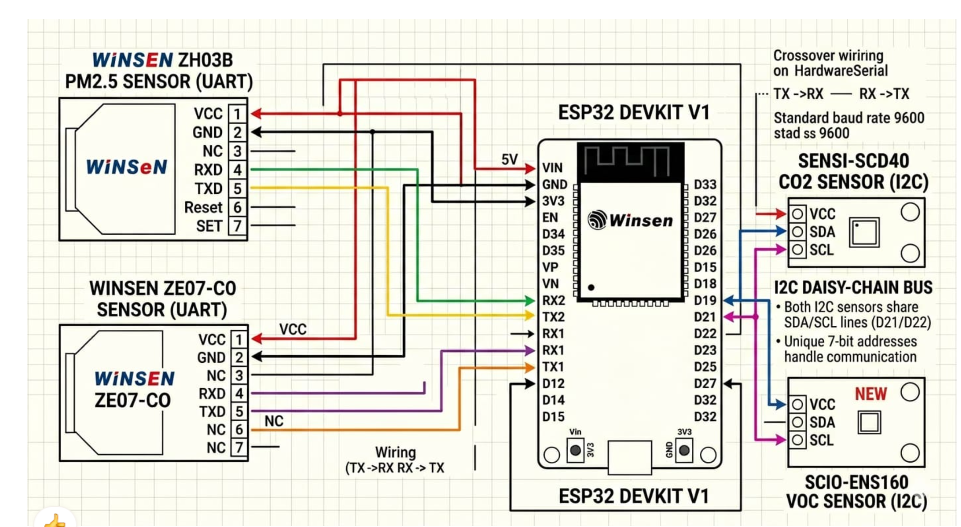 WiNSEN ZH03B
PM2.5 SENSOR (UART)
WiNSeN
VCC 1
GND 2
NC 3
RXD 4
TXD 5
Reset 6
SET 7
WINSEN ZE07-CO
SENSOR (UART)
WiNSEN
ZE07-CO
VCC 1
GND 2
NC 3
RXD 4
TXD 5
NC 6
NC 7
VCC
NC
Wiring
(TX ->RX RX -> TX
5V
ESP32 DEVKIT V1
Winsen
VIN
GND
3V3
EN
D34
D35
VP
VN
RX2
TX2
RX1
RX1
TX1
D12
D14
D15
D33
D32
D27
D26
D26
D15
D18
D19
D21
D22
D23
D25
D27
D32
D32
Vin
3V3
GND
3V3
ESP32 DEVKIT V1
Crossover wiriring
on HardwareSerial
TX ->RX — RX ->TX
Standard baud rate 9600
stad ss 9600
SENSI-SCD40
CO2 SENSOR (I2C)
VCC
SDA
SCL
I2C DAISY-CHAIN BUS
• Both I2C sensors share
SDA/SCL lines (D21/D22)
• Unique 7-bit addresses
handle communication
NEW
VCC
SDA
SCL
SCIO-ENS160
VOC SENSOR (I2C)